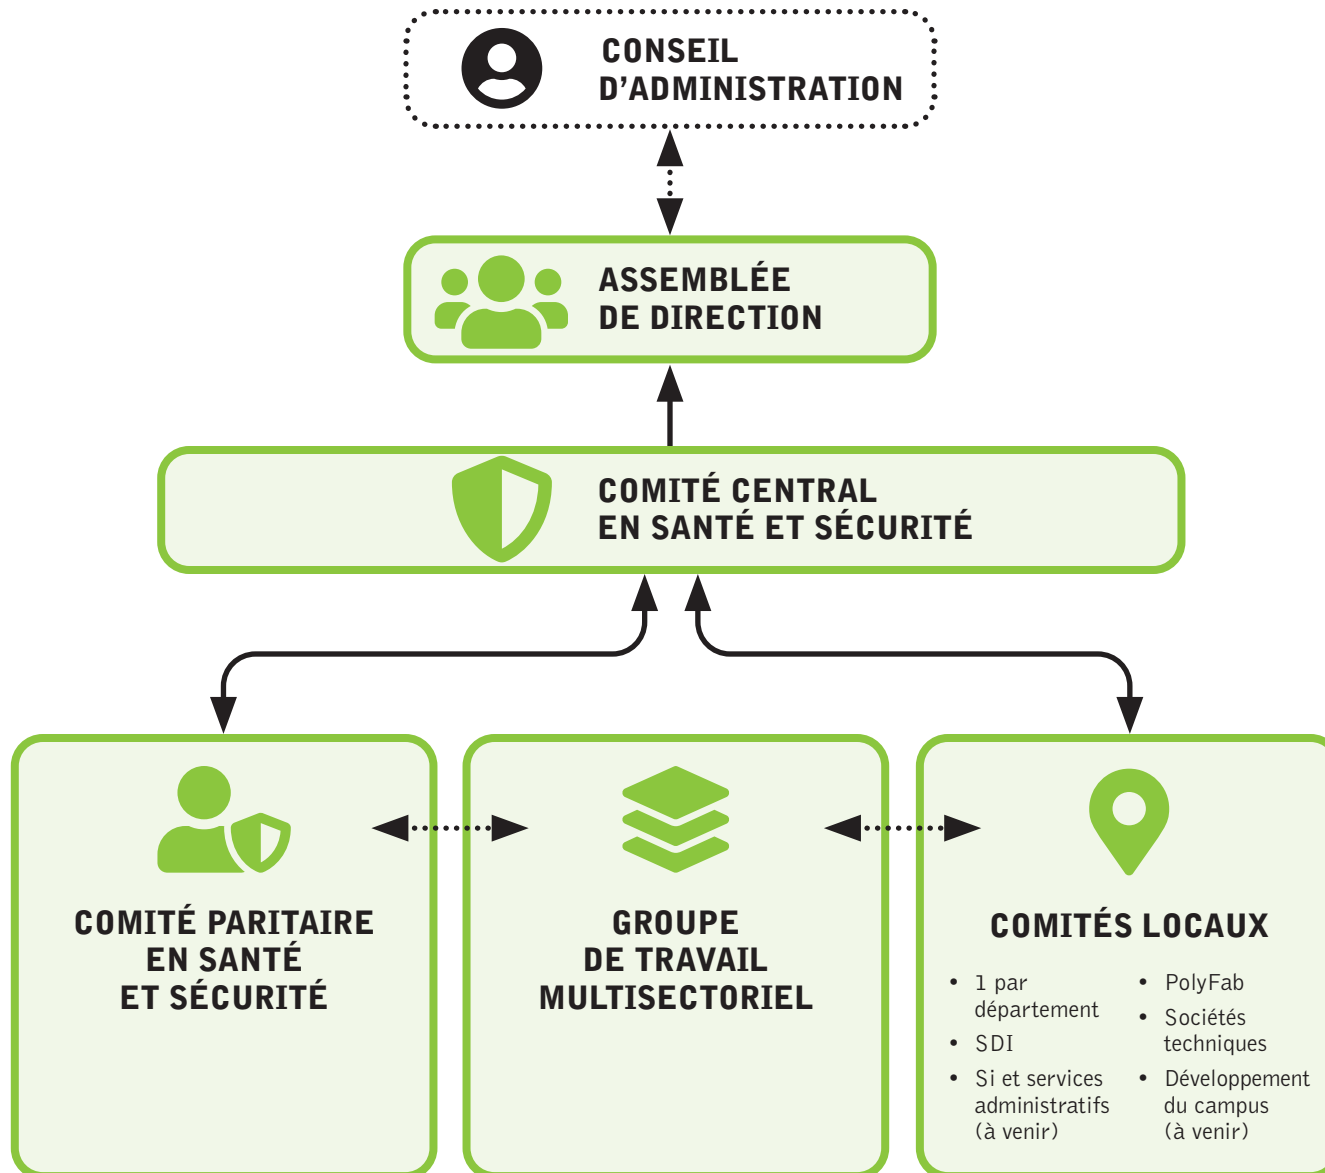 CONSEIL
D'ADMINISTRATION
ASSEMBLÉE
DE DIRECTION
COMITÉ CENTRAL
EN SANTÉ ET SÉCURITÉ
COMITÉ PARITAIRE
EN SANTÉ
ET SÉCURITÉ
GROUPE
DE TRAVAIL
MULTISECTORIEL
COMITÉS LOCAUX
• 1 par
département
• SDI
• Si et services
administratifs
(à venir)
• PolyFab
• Sociétés
techniques
• Développement
du campus
(à venir)